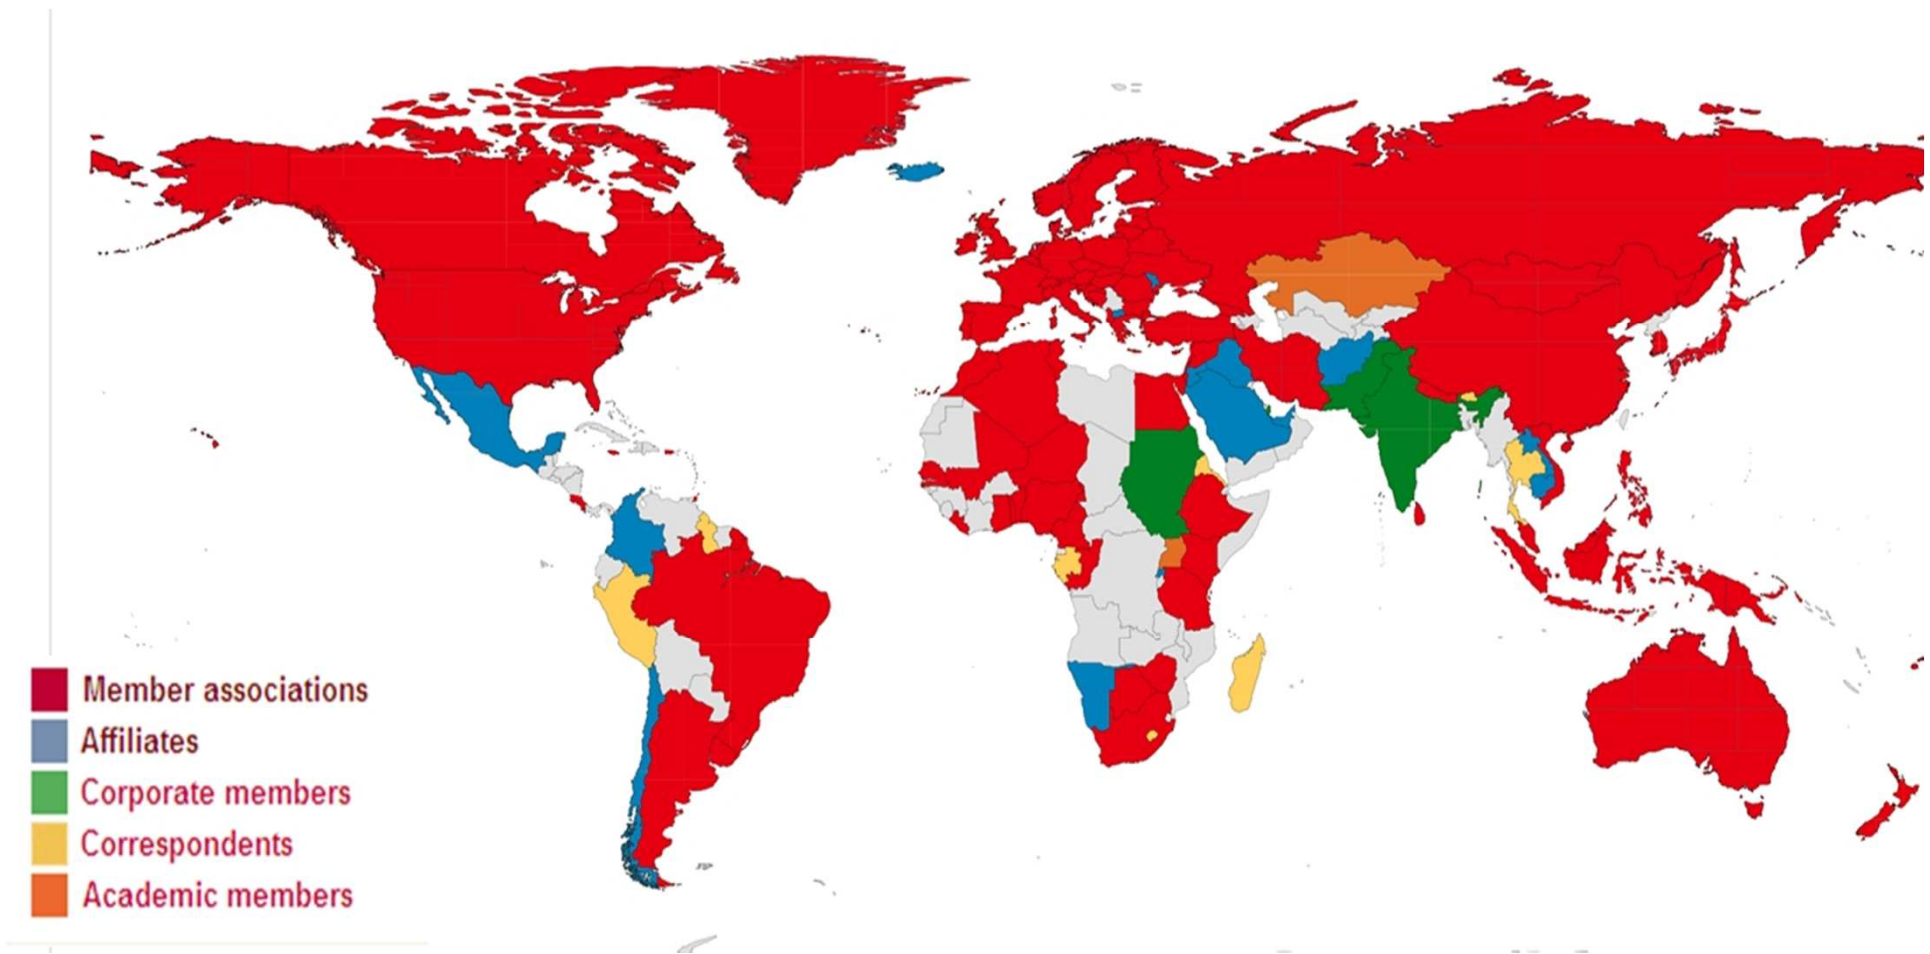 Member associations
Affiliates
Corporate members
Correspondents
Academic members